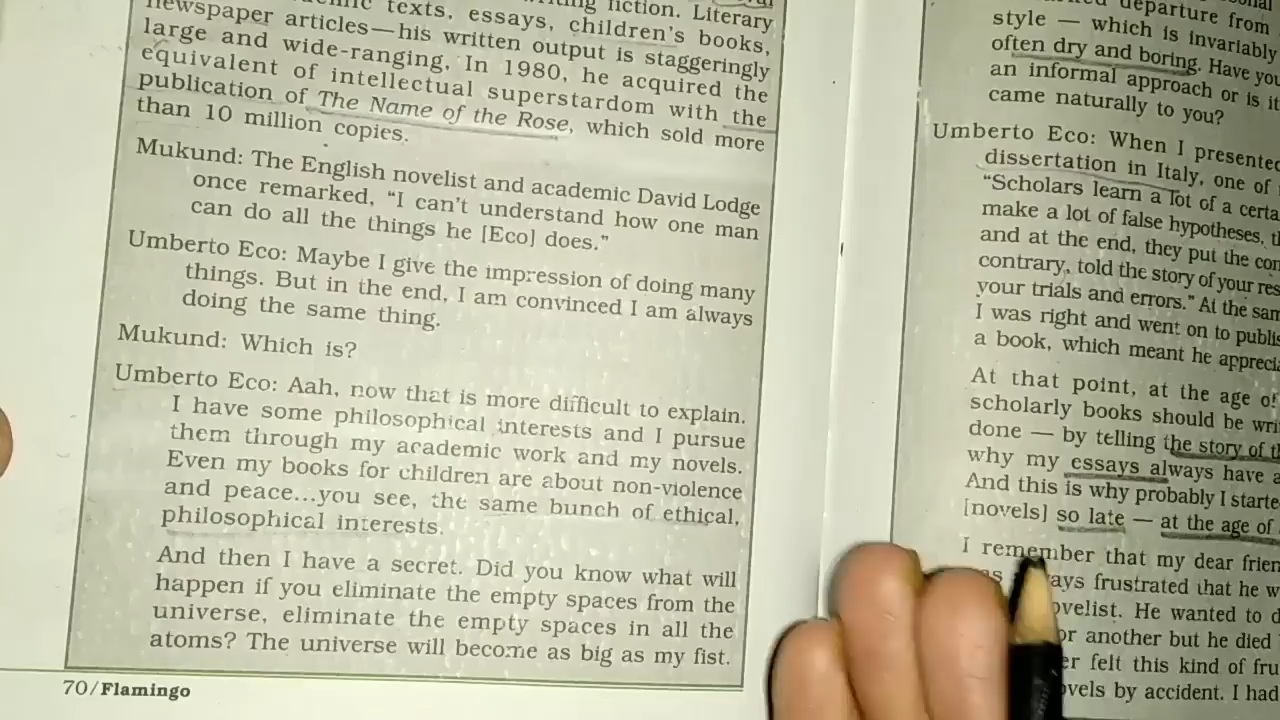 texts, essays, children's books,
fiction. Literary
newspaper articles—his written output is staggeringly
large and wide-ranging. In 1980, he acquired the
equivalent of intellectual superstardom with the
publication of The Name of the Rose, which sold more
than 10 million copies.
Mukund: The English novelist and academic David Lodge
once remarked, “I can't understand how one man
can do all the things he [Eco] does.”
Umberto Eco: Maybe I give the impression of doing many
things. But in the end, I am convinced I am always
doing the same thing.
Mukund: Which is?
Umberto Eco: Aah, now that is more difficult to explain.
I have some philosophical interests and I pursue
them through my academic work and my novels.
Even my books for children are about non-violence
and peace...you see, the same bunch of ethical,
philosophical interests.
And then I have a secret. Did you know what will
happen if you eliminate the empty spaces from the
universe, eliminate the empty spaces in all the
atoms? The universe will become as big as my fist.
70/Flamingo
departure from
style — which is invariably
often dry and boring. Have you
an informal approach or is it
came naturally to you?
Umberto Eco: When I presented
dissertation in Italy, one of
“Scholars learn a lot of a certa
make a lot of false hypotheses, t
and at the end, they put the con
contrary, told the story of your res
your trials and errors.” At the sam
I was right and went on to publis
a book, which meant he apprecia
At that point, at the age of
scholarly books should be wri
done — by telling the story of t
why my essays always have a
And this is why probably I starte
[novels] so late — at the age of
I remember that my dear frien
ays frustrated that he w
ovelist. He wanted to d
or another but he died
er felt this kind of fru
ovels by accident. I had